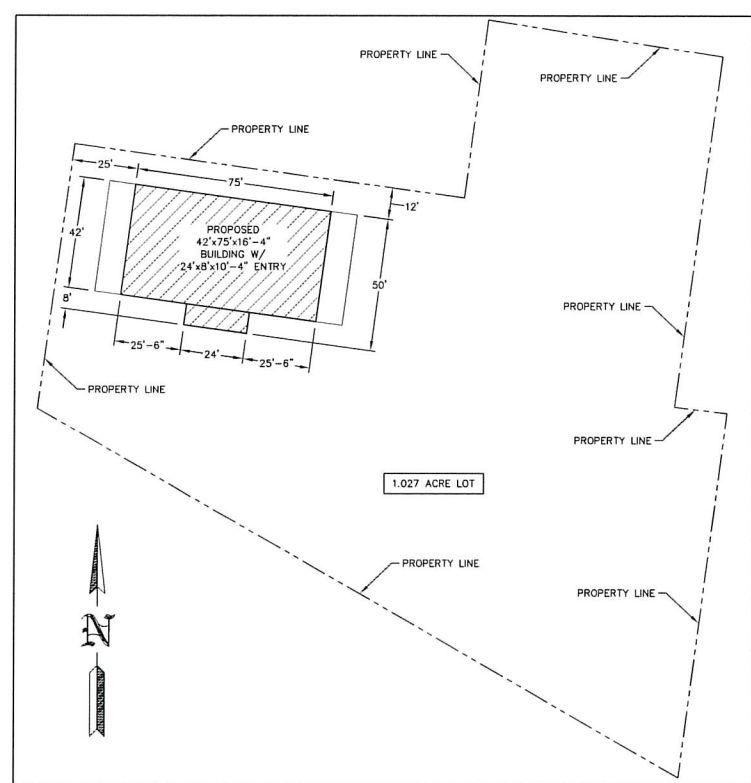 PROPERTY LINE
PROPERTY LINE
PROPERTY LINE
25'
75'
12'
42'
PROPOSED
42'x75'x16'-4"
BUILDING W/
24'x8'x10'-4" ENTRY
50'
8'
PROPERTY LINE
25'-6"
24'
25'-6"
PROPERTY LINE
PROPERTY LINE
1.027 ACRE LOT
PROPERTY LINE
PROPERTY LINE
N